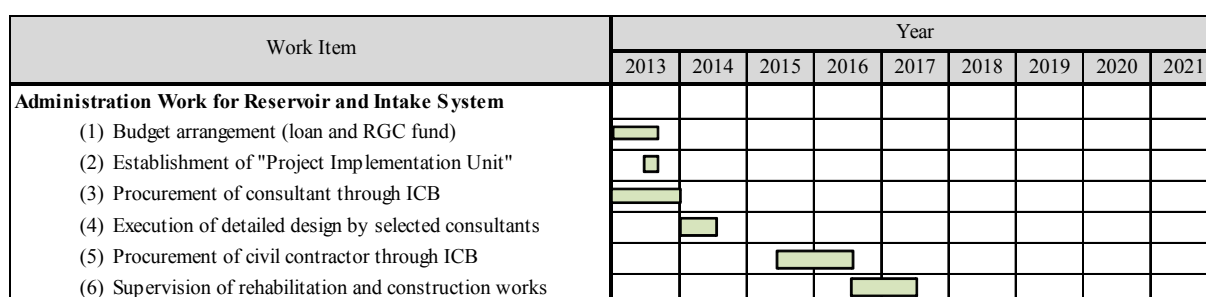 Work Item
Year
2013 2014 2015 2016 2017 2018 2019 2020 2021
Administration Work for Reservoir and Intake System
(1) Budget arrangement (loan and RGC fund)
(2) Establishment of "Project Implementation Unit"
(3) Procurement of consultant through ICB
(4) Execution of detailed design by selected consultants
(5) Procurement of civil contractor through ICB
(6) Supervision of rehabilitation and construction works